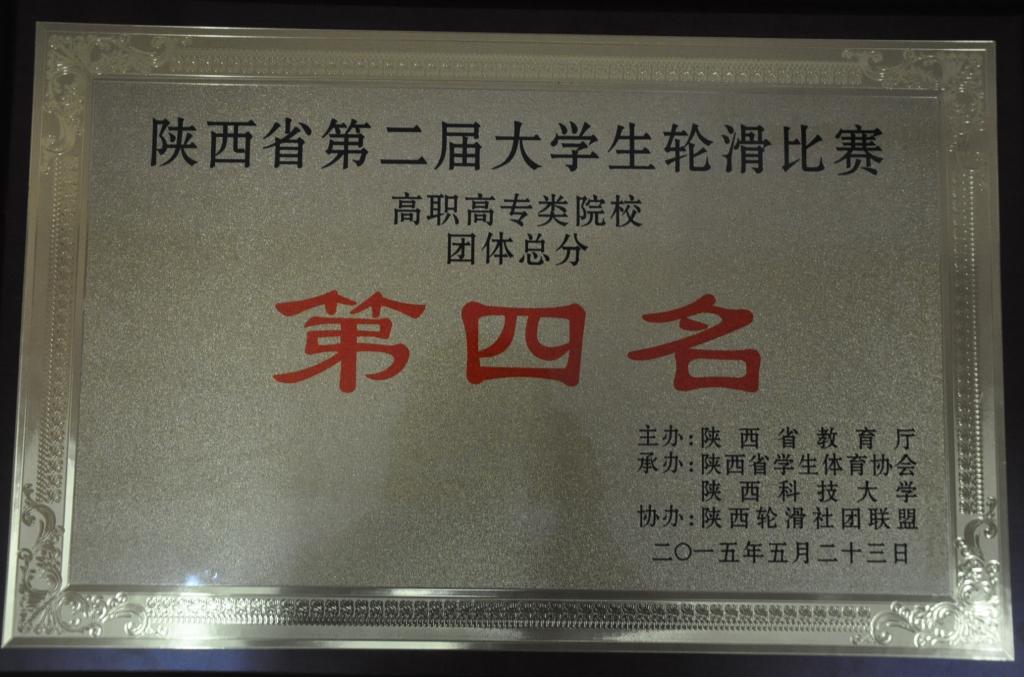 陕西省第二届大学生轮滑比赛
高职高专类院校
团体总分
第四名
主办:陕西省教育厅
承办:陕西省学生体育协会
陕西科技大学
协办:陕西轮滑社团联盟
二〇一五年五月二十三日